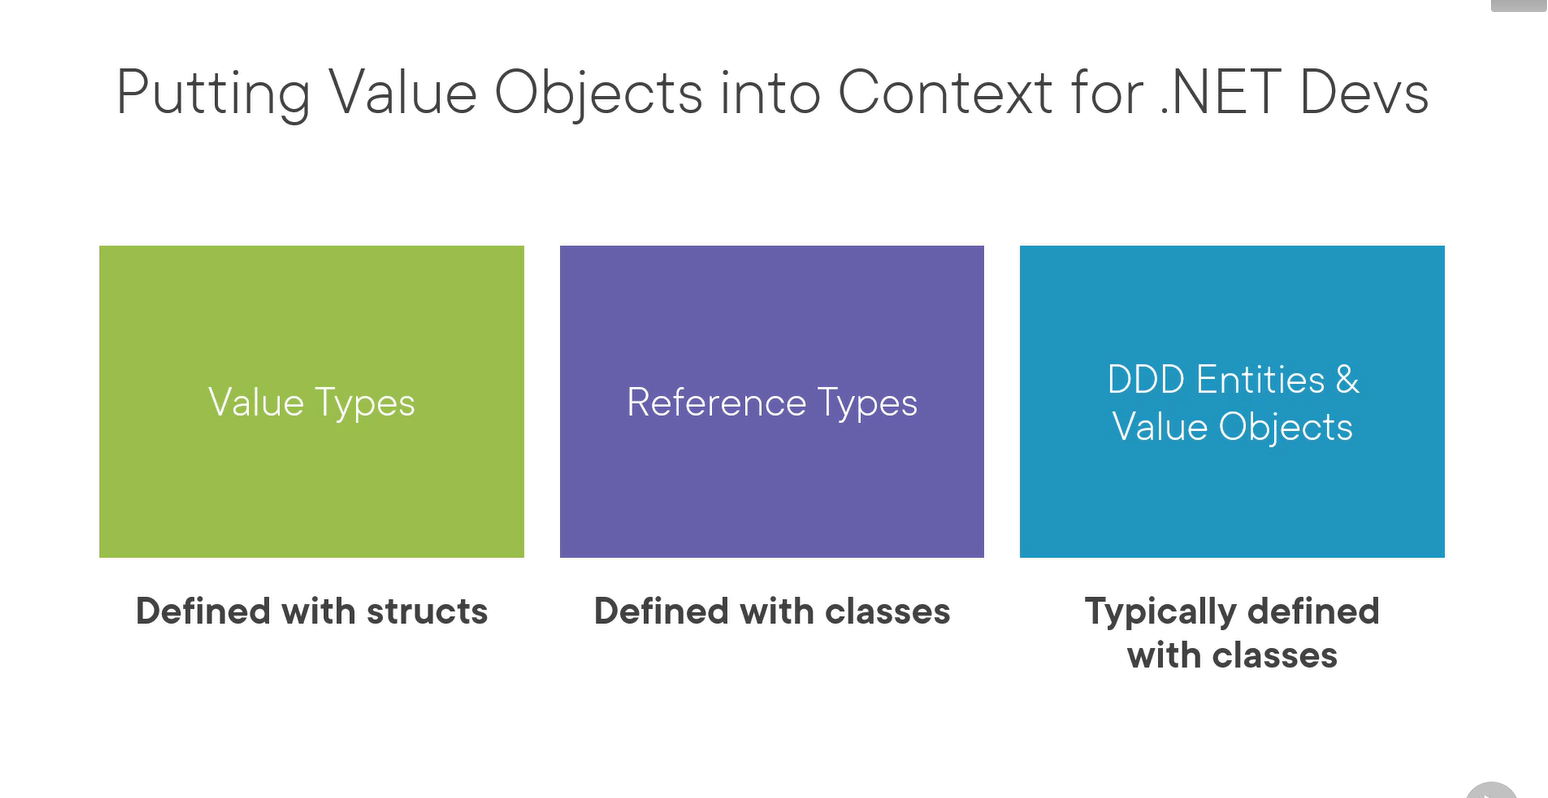 Putting Value Objects into Context for .NET Devs
Value Types
Reference Types
DDD Entities &
Value Objects
Defined with structs
Defined with classes
Typically defined
with classes